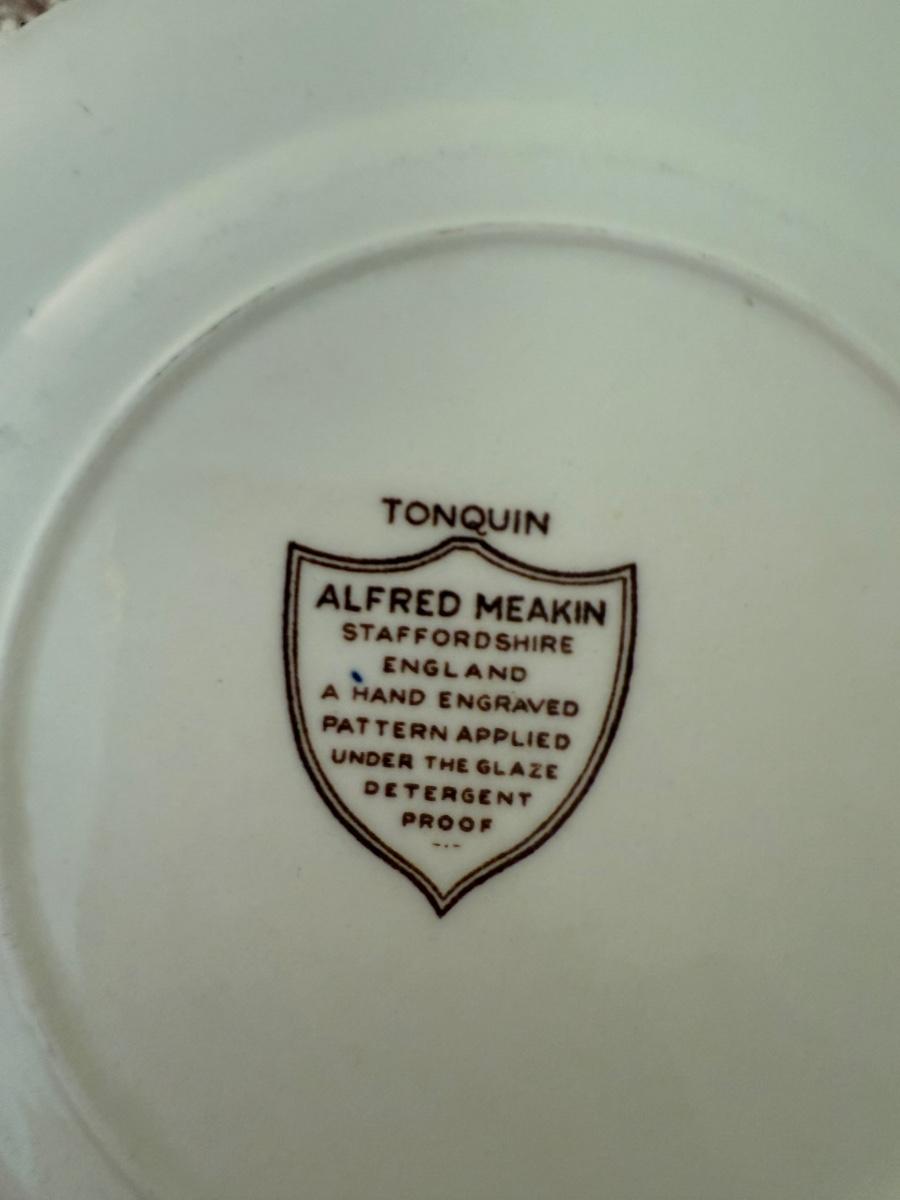 TONQUIN
ALFRED MEAKIN
STAFFORDSHIRE
ENGLAND
A HAND ENGRAVED
PATTERN APPLIED
UNDER THE GLAZE
DETERGENT
PROOF